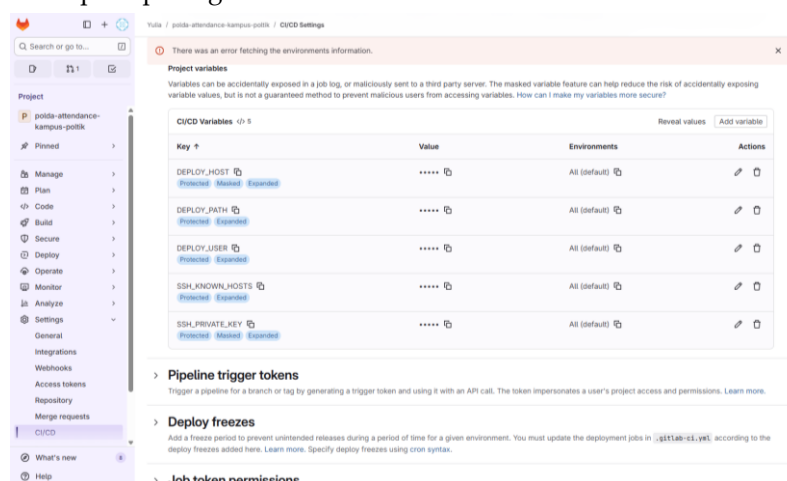 Yulia / polda-attendance-kampus-poltik / CI/CD Settings
Search or go to...
1
There was an error fetching the environments information.
Project
P polda-attendance-kampus-poltik
Pinned
Manage
Plan
Code
Build
Secure
Deploy
Operate
Monitor
Analyze
Settings
General
Integrations
Webhooks
Access tokens
Repository
Merge requests
CI/CD
What's new
Help
Project variables
Variables can be accidentally exposed in a job log, or maliciously sent to a third party server. The masked variable feature can help reduce the risk of accidentally exposing
variable values, but is not a guaranteed method to prevent malicious users from accessing variables. How can I make my variables more secure?
CI/CD Variables </> 5 Reveal values Add variable
Key ↑ Value Environments Actions
DEPLOY_HOST ***** All (default)
Protected Masked Expanded
DEPLOY_PATH ***** All (default)
Protected Expanded
DEPLOY_USER ***** All (default)
Protected Expanded
SSH_KNOWN_HOSTS ***** All (default)
Protected Expanded
SSH_PRIVATE_KEY ***** All (default)
Protected Masked Expanded
Pipeline trigger tokens
Trigger a pipeline for a branch or tag by generating a trigger token and using it with an API call. The token impersonates a user's project access and permissions. Learn more.
Deploy freezes
Add a freeze period to prevent unintended releases during a period of time for a given environment. You must update the deployment jobs in .gitlab-ci.yml according to the
deploy freezes added here. Learn more. Specify deploy freezes using cron syntax.
Job token permissions